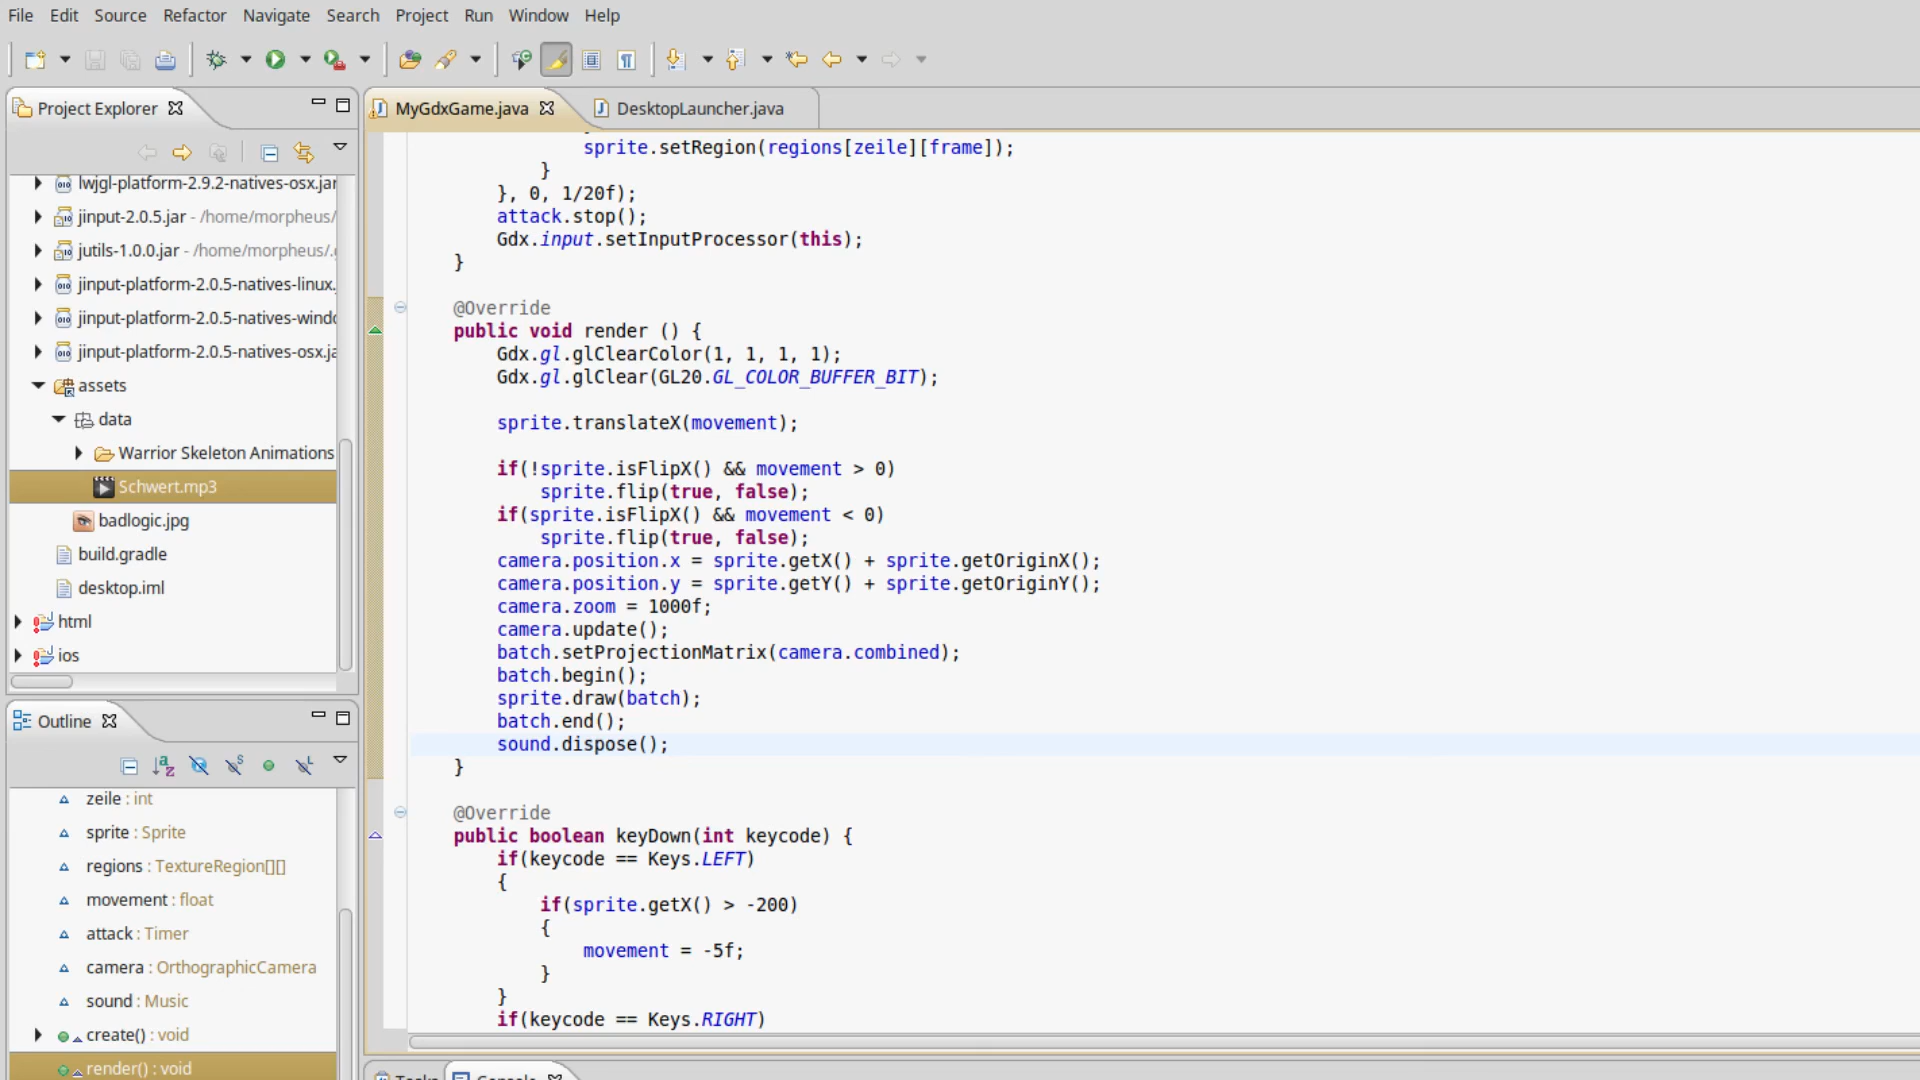 File Edit Source Refactor Navigate Search Project Run Window Help
Project Explorer
MyGdxGame.java
DesktopLauncher.java
lwjgl-platform-2.9.2-natives-osx.jar
jinput-2.0.5.jar - /home/morpheus/
jutils-1.0.0.jar - /home/morpheus/.
jinput-platform-2.0.5-natives-linux.
jinput-platform-2.0.5-natives-windo
jinput-platform-2.0.5-natives-osx.ja
assets
data
Warrior Skeleton Animations
Schwert.mp3
badlogic.jpg
build.gradle
desktop.iml
html
ios
Outline
zeile : int
sprite : Sprite
regions : TextureRegion[][]
movement : float
attack : Timer
camera : OrthographicCamera
sound : Music
create() : void
render() : void
sprite.setRegion(regions[zeile][frame]);
}
}, 0, 1/20f);
attack.stop();
Gdx.input.setInputProcessor(this);
}
@Override
public void render () {
Gdx.gl.glClearColor(1, 1, 1, 1);
Gdx.gl.glClear(GL20.GL_COLOR_BUFFER_BIT);
sprite.translateX(movement);
if(!sprite.isFlipX() && movement > 0)
sprite.flip(true, false);
if(sprite.isFlipX() && movement < 0)
sprite.flip(true, false);
camera.position.x = sprite.getX() + sprite.getOriginX();
camera.position.y = sprite.getY() + sprite.getOriginY();
camera.zoom = 1000f;
camera.update();
batch.setProjectionMatrix(camera.combined);
batch.begin();
sprite.draw(batch);
batch.end();
sound.dispose();
}
@Override
public boolean keyDown(int keycode) {
if(keycode == Keys.LEFT)
{
if(sprite.getX() > -200)
{
movement = -5f;
}
}
if(keycode == Keys.RIGHT)
Tasks Console